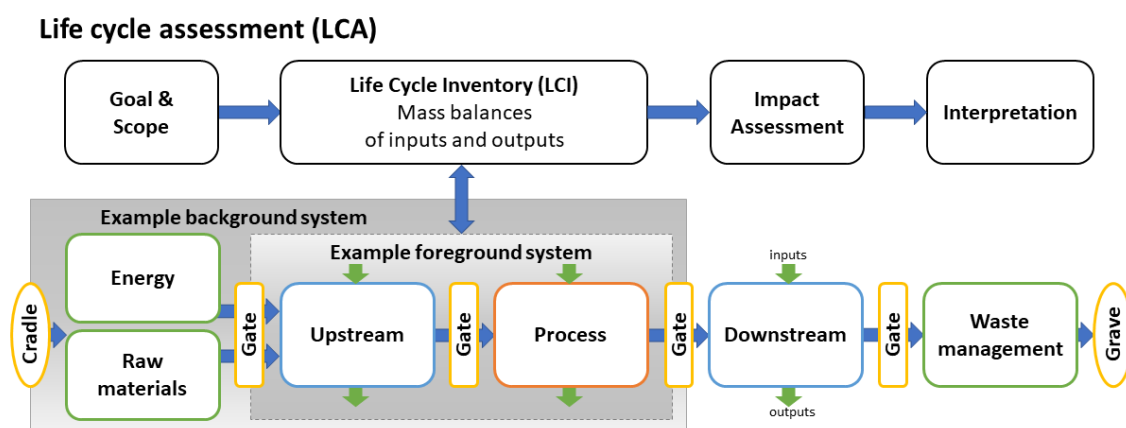 Life cycle assessment (LCA)
Goal &
Scope
Life Cycle Inventory (LCI)
Mass balances
of inputs and outputs
Impact
Assessment
Interpretation
Example background system
Example foreground system
Cradle
Energy
Raw
materials
Gate
Upstream
Gate
Process
Gate
inputs
Downstream
outputs
Gate
Waste
management
Grave